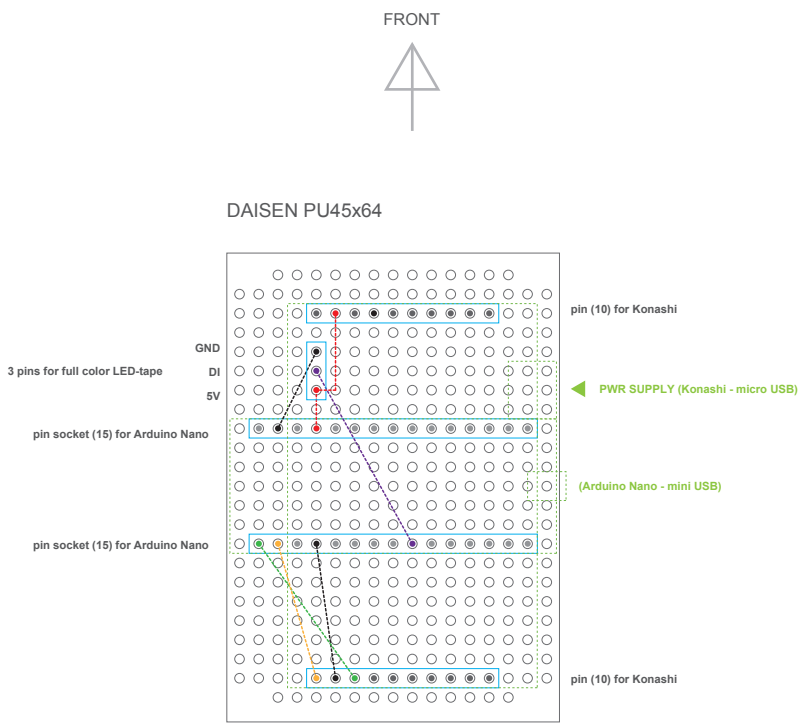 FRONT
DAISEN PU45x64
pin (10) for Konashi
GND
3 pins for full color LED-tape
DI
5V
PWR SUPPLY (Konashi - micro USB)
pin socket (15) for Arduino Nano
(Arduino Nano - mini USB)
pin socket (15) for Arduino Nano
pin (10) for Konashi